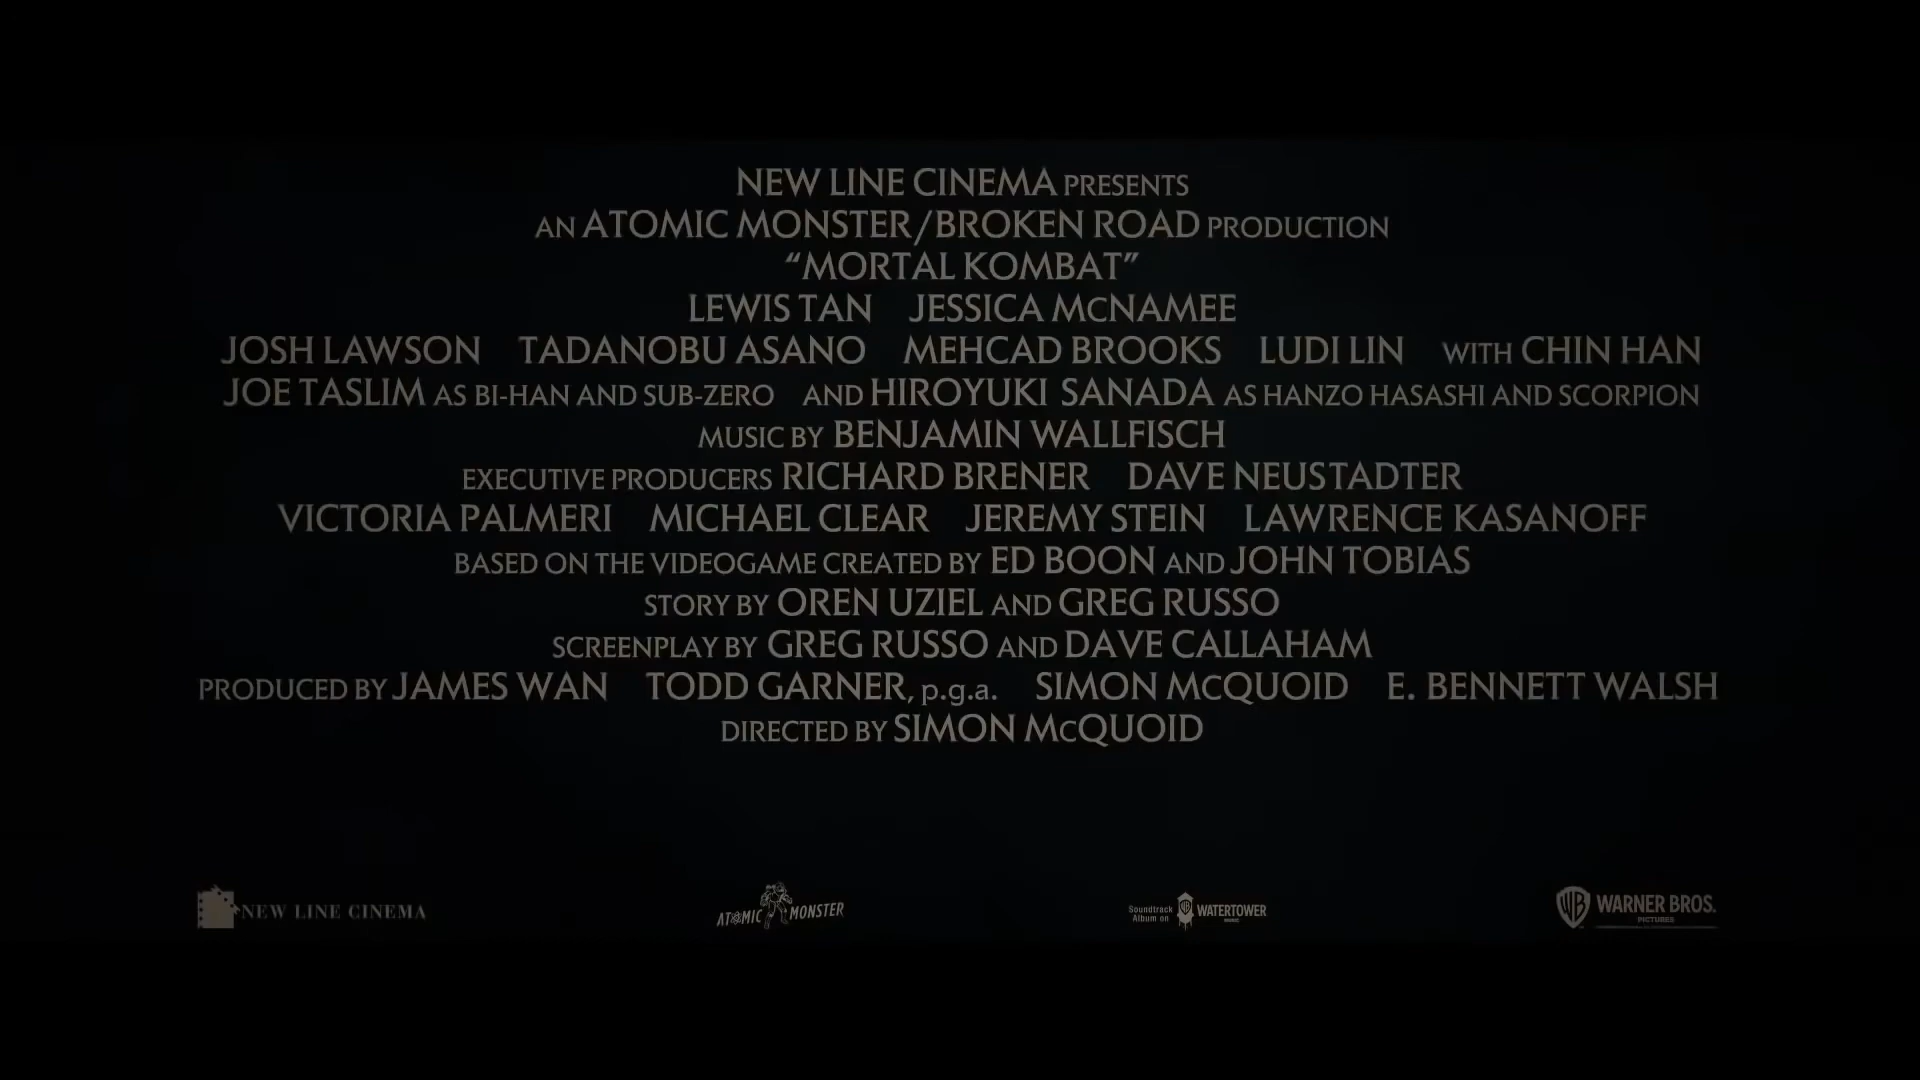 NEW LINE CINEMA PRESENTS
AN ATOMIC MONSTER/BROKEN ROAD PRODUCTION
“MORTAL KOMBAT”
LEWIS TAN JESSICA McNAMEE
JOSH LAWSON TADANOBU ASANO MEHCAD BROOKS LUDI LIN WITH CHIN HAN
JOE TASLIM AS BI-HAN AND SUB-ZERO AND HIROYUKI SANADA AS HANZO HASASHI AND SCORPION
MUSIC BY BENJAMIN WALLFISCH
EXECUTIVE PRODUCERS RICHARD BRENER DAVE NEUSTADTER
VICTORIA PALMERI MICHAEL CLEAR JEREMY STEIN LAWRENCE KASANOFF
BASED ON THE VIDEOGAME CREATED BY ED BOON AND JOHN TOBIAS
STORY BY OREN UZIEL AND GREG RUSSO
SCREENPLAY BY GREG RUSSO AND DAVE CALLAHAM
PRODUCED BY JAMES WAN TODD GARNER, p.g.a. SIMON McQUOID E. BENNETT WALSH
DIRECTED BY SIMON McQUOID
NEW LINE CINEMA
ATOMIC MONSTER
Soundtrack
Album on
WATERTOWER
MUSIC
WB WARNER BROS.
PICTURES